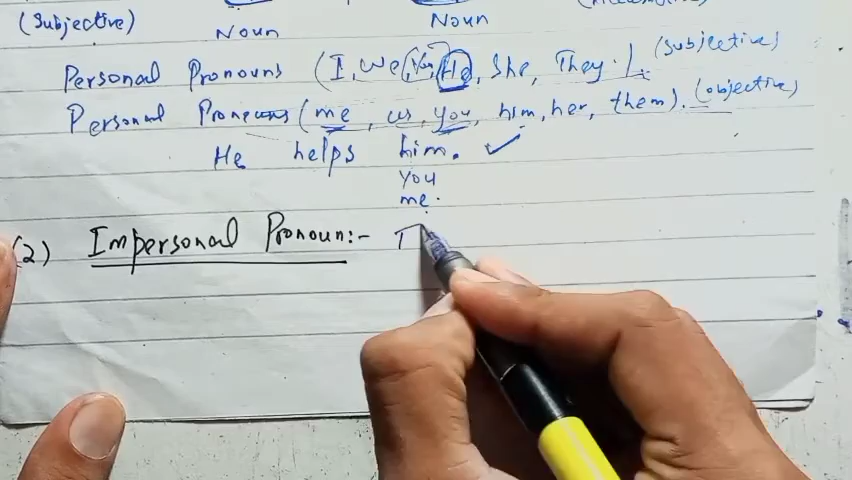 (Subjective)
Noun
Noun
Personal Pronouns (I, We, You, He, She, They.). (Subjective)
Personal Pronouns (me, us, you, him, her, them). (objective)
He helps him. ✓
you
me.
(2) Impersonal Pronoun:- I